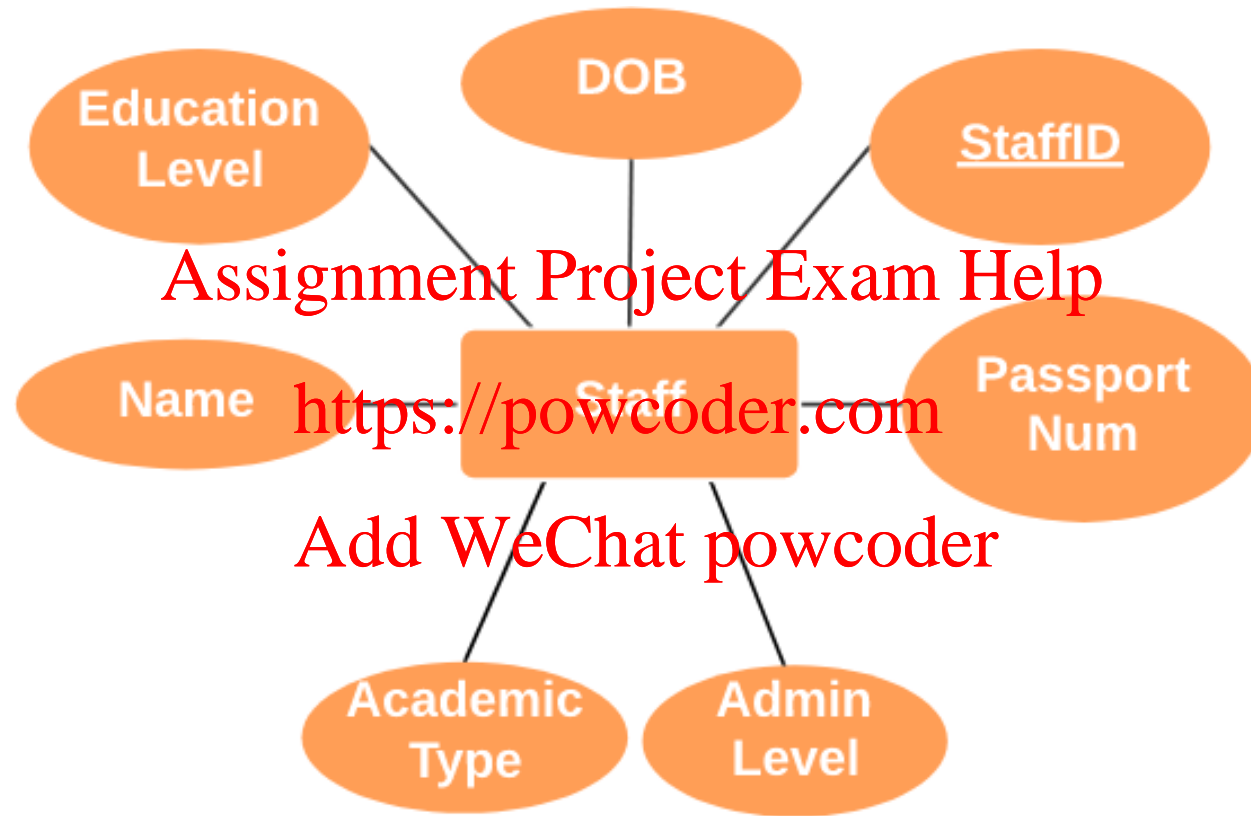 DOB
Education
Level
StaffID
Assignment Project Exam Help
Passport
Num
Name
Staff
https://powcoder.com
Add WeChat powcoder
Academic
Type
Admin
Level